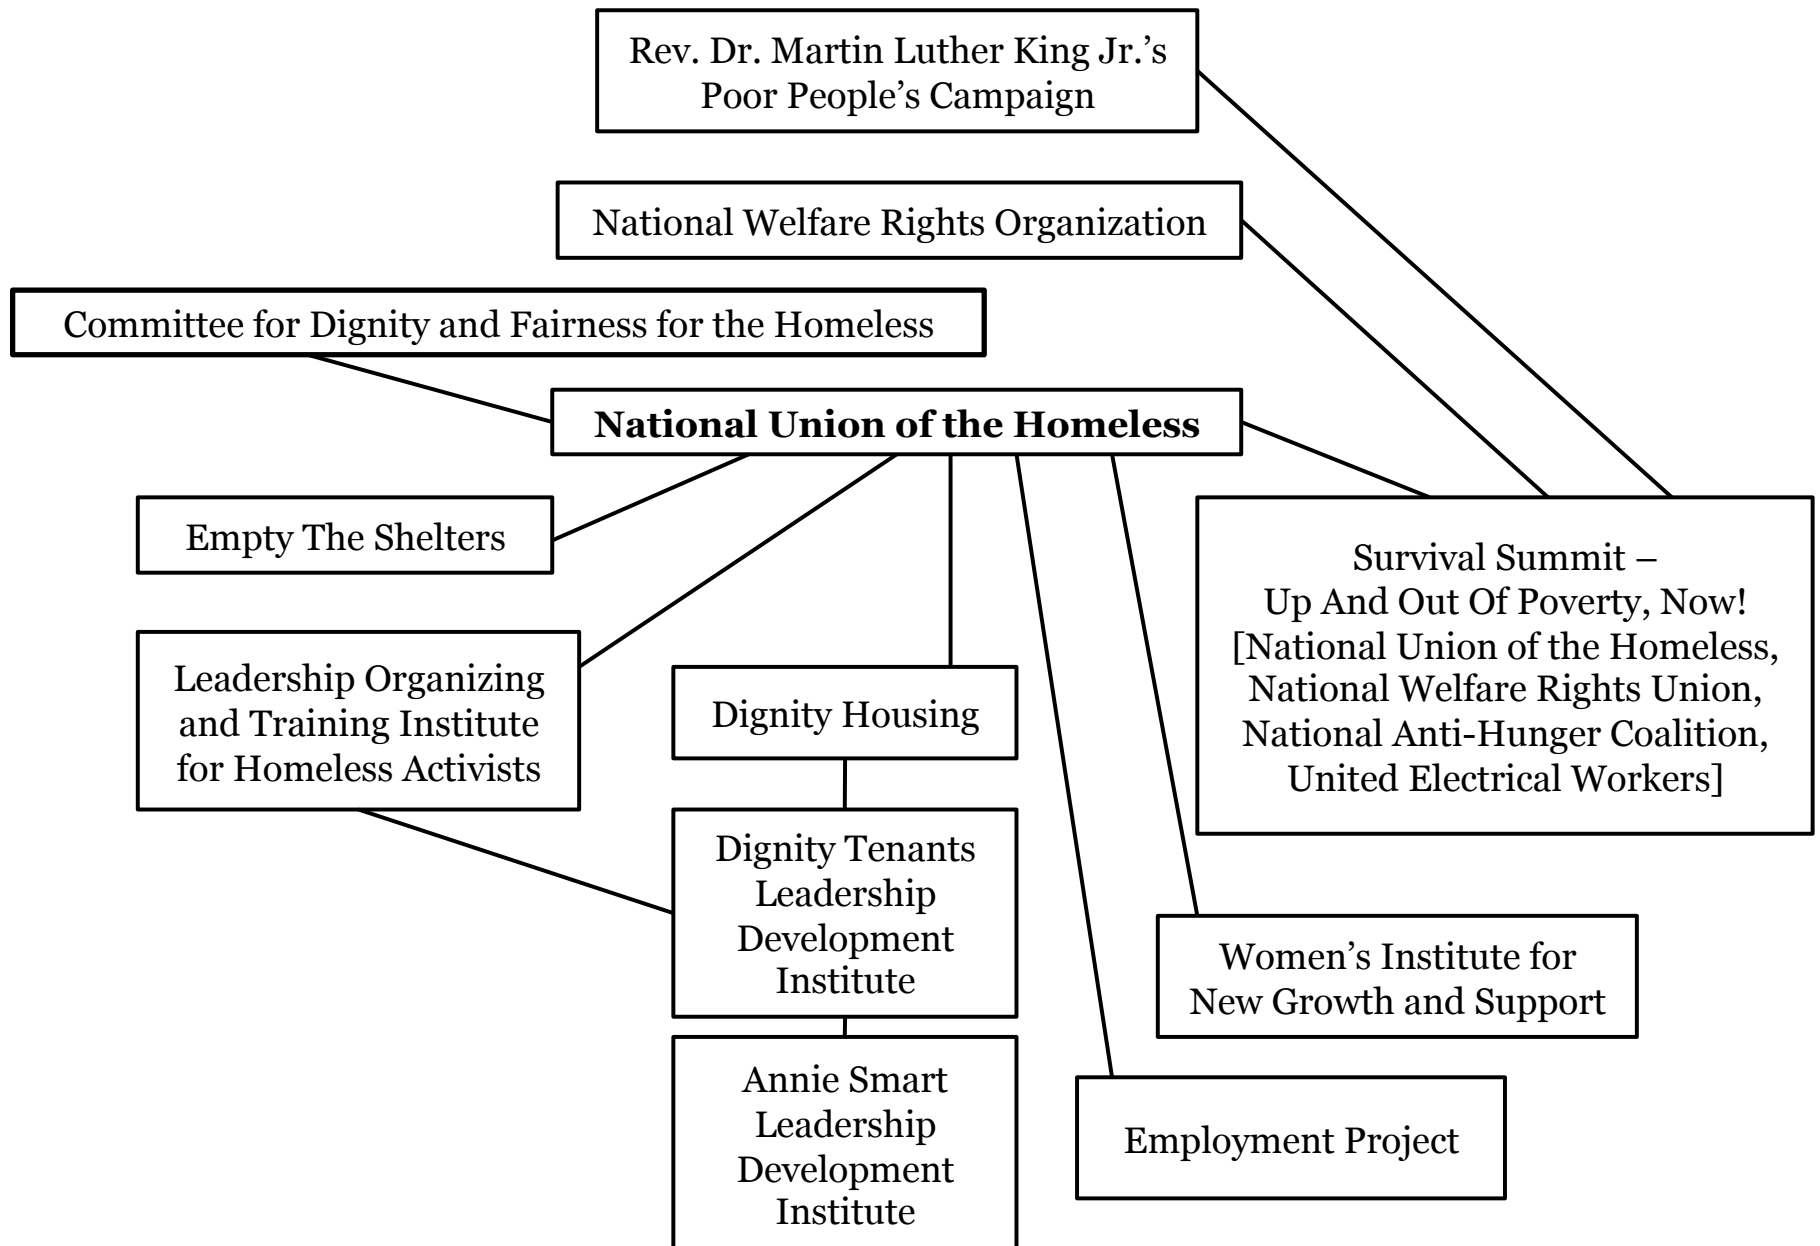 Rev. Dr. Martin Luther King Jr.’s
Poor People’s Campaign
National Welfare Rights Organization
Committee for Dignity and Fairness for the Homeless
National Union of the Homeless
Empty The Shelters
Leadership Organizing
and Training Institute
for Homeless Activists
Dignity Housing
Survival Summit –
Up And Out Of Poverty, Now!
[National Union of the Homeless,
National Welfare Rights Union,
National Anti-Hunger Coalition,
United Electrical Workers]
Dignity Tenants
Leadership
Development
Institute
Women’s Institute for
New Growth and Support
Annie Smart
Leadership
Development
Institute
Employment Project